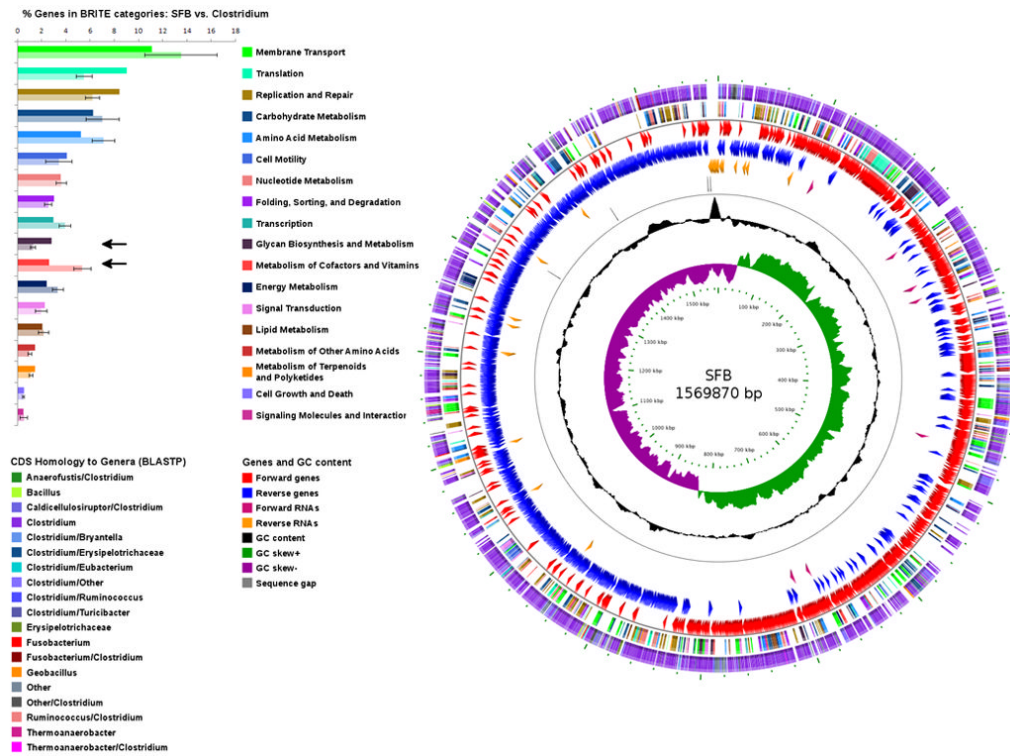 % Genes in BRITE categories: SFB vs. Clostridium
0 2 4 6 8 10 12 14 16 18
Membrane Transport
Translation
Replication and Repair
Carbohydrate Metabolism
Amino Acid Metabolism
Cell Motility
Nucleotide Metabolism
Folding, Sorting, and Degradation
Transcription
Glycan Biosynthesis and Metabolism
Metabolism of Cofactors and Vitamins
Energy Metabolism
Signal Transduction
Lipid Metabolism
Metabolism of Other Amino Acids
Metabolism of Terpenoids
and Polyketides
Cell Growth and Death
Signaling Molecules and Interaction
CDS Homology to Genera (BLASTP)
Anaerofustis/Clostridium
Bacillus
Caldicellulosiruptor/Clostridium
Clostridium
Clostridium/Bryantella
Clostridium/Erysipelotrichaceae
Clostridium/Eubacterium
Clostridium/Other
Clostridium/Ruminococcus
Clostridium/Turicibacter
Erysipelotrichaceae
Fusobacterium
Fusobacterium/Clostridium
Geobacillus
Other
Other/Clostridium
Ruminococcus/Clostridium
Thermoanaerobacter
Thermoanaerobacter/Clostridium
Genes and GC content
Forward genes
Reverse genes
Forward RNAs
Reverse RNAs
GC content
GC skew+
GC skew-
Sequence gap
SFB
1569870 bp
100 kbp
200 kbp
300 kbp
400 kbp
500 kbp
600 kbp
700 kbp
800 kbp
900 kbp
1000 kbp
1100 kbp
1200 kbp
1300 kbp
1400 kbp
1500 kbp